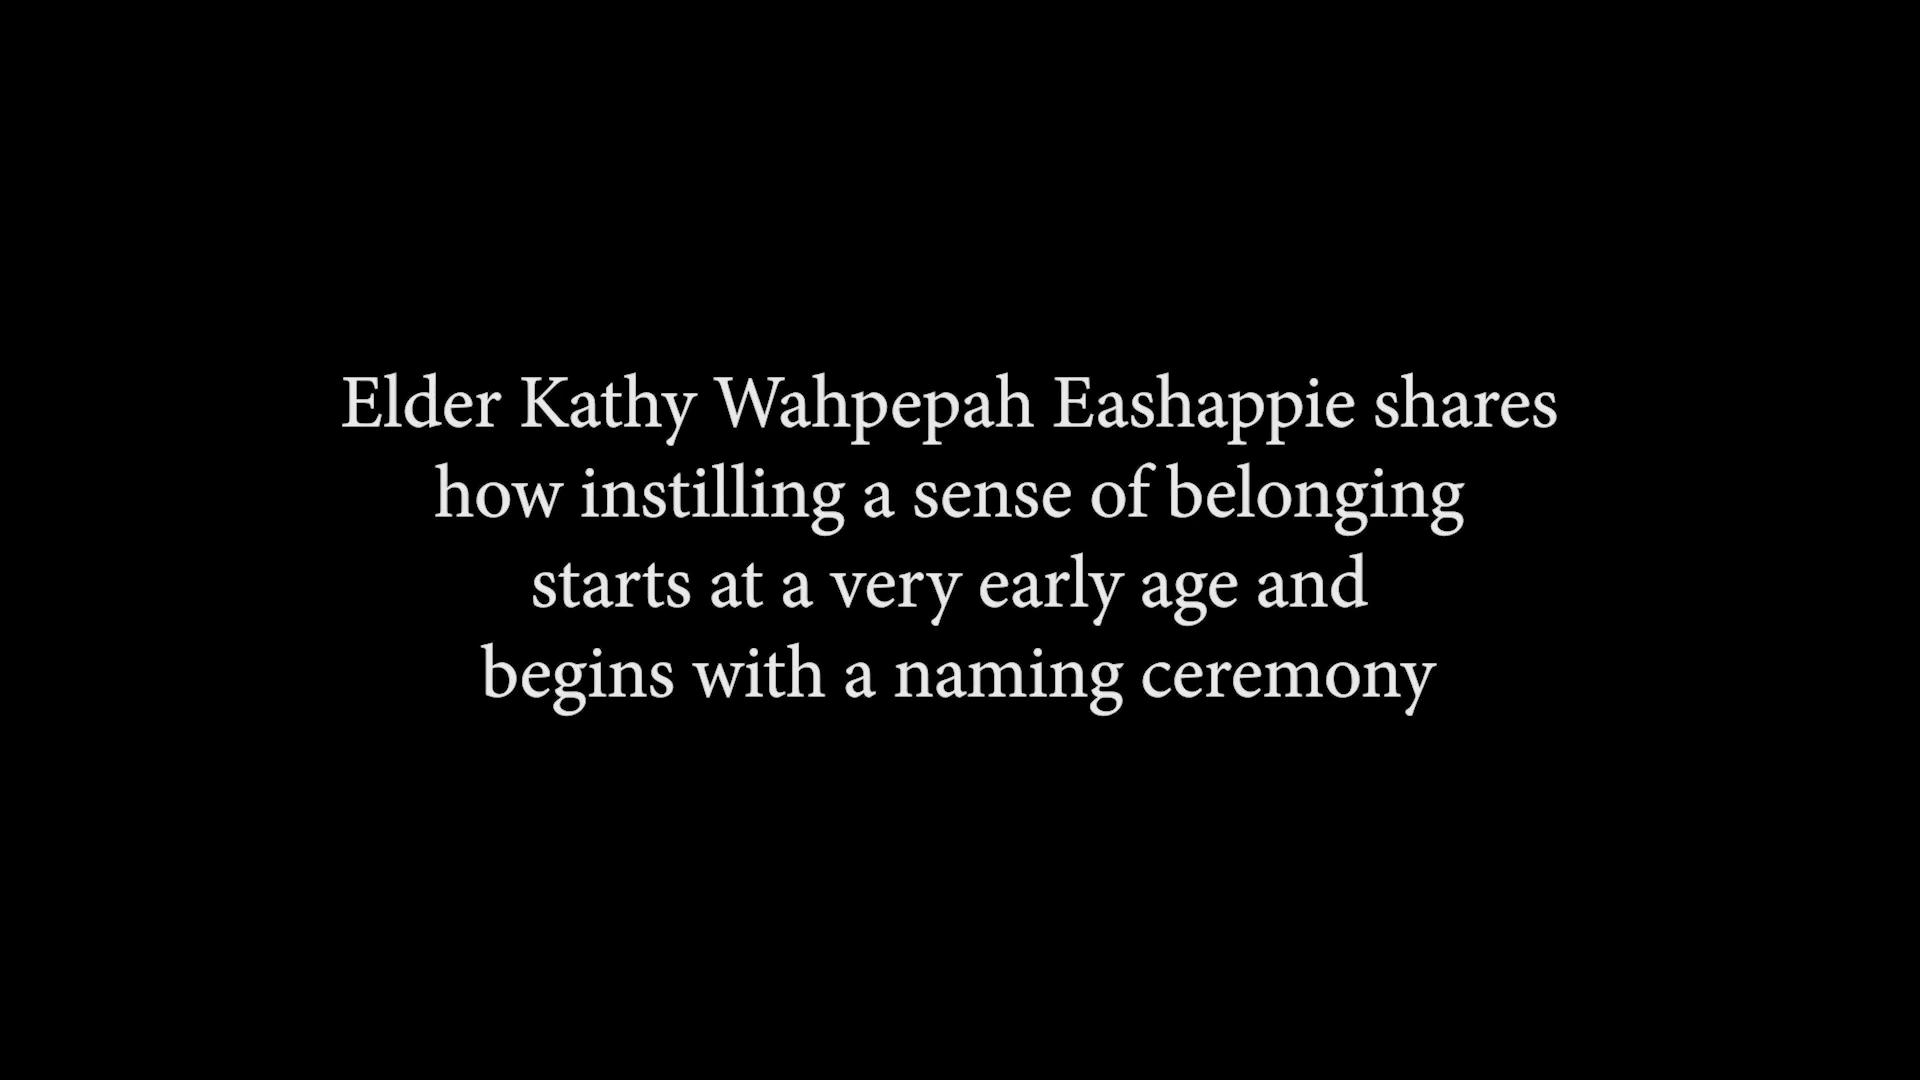 Elder Kathy Wahpepah Eashappie shares
how instilling a sense of belonging
starts at a very early age and
begins with a naming ceremony